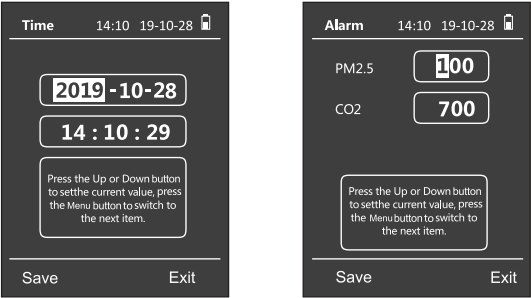 Time 14:10 19-10-28
2019-10-28
14 : 10 : 29
Press the Up or Down button
to setthe current value, press
the Menu button to switch to
the next item.
Save Exit
Alarm 14:10 19-10-28
PM2.5 100
CO2 700
Press the Up or Down button
to setthe current value, press
the Menu button to switch to
the next item.
Save Exit